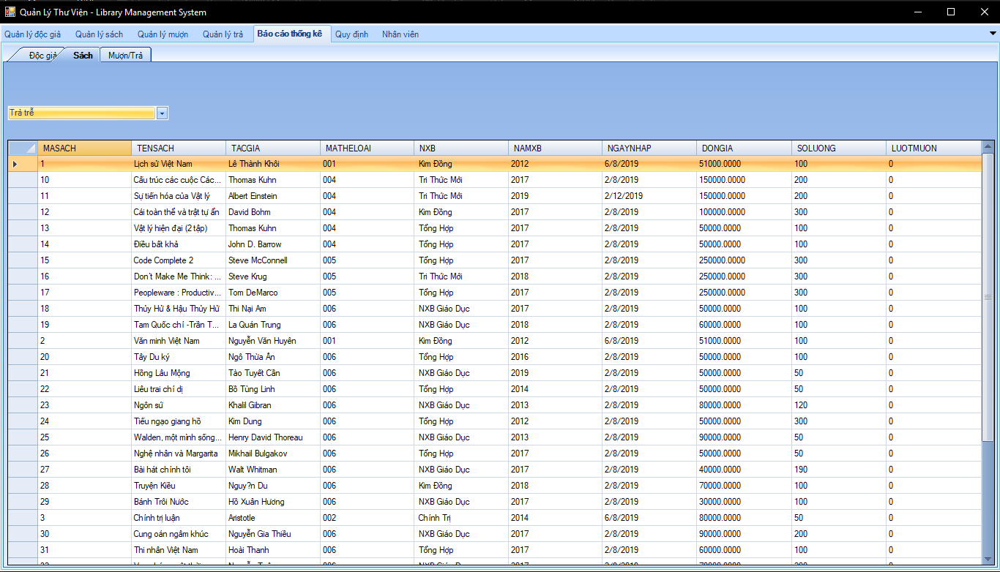 Quản Lý Thư Viện - Library Management System
Quản lý độc giả Quản lý sách Quản lý mượn Quản lý trả Báo cáo thống kê Quy định Nhân viên
Độc giả Sách Mượn/Trả
Trả trễ
MASACH TENSACH TACGIA MATHELOAI NXB NAMXB NGAYNHAP DONGIA SOLUONG LUOTMUON
1 Lịch sử Việt Nam Lê Thành Khôi 001 Kim Đồng 2012 6/8/2019 51000.0000 100 0
10 Cấu trúc các cuộc Các... Thomas Kuhn 004 Tri Thức Mới 2017 2/8/2019 150000.0000 200 0
11 Sự tiến hóa của Vật lý Albert Einstein 004 Tri Thức Mới 2019 2/12/2019 150000.0000 200 0
12 Cái toàn thể và trật tự ẩn David Bohm 004 Kim Đồng 2017 2/8/2019 100000.0000 300 0
13 Vật lý hiện đại (2 tập) Thomas Kuhn 004 Tổng Hợp 2017 2/8/2019 50000.0000 100 0
14 Điều bất khả John D. Barrow 004 Tổng Hợp 2017 2/8/2019 50000.0000 100 0
15 Code Complete 2 Steve McConnell 005 Tổng Hợp 2017 2/8/2019 250000.0000 300 0
16 Don't Make Me Think: ... Steve Krug 005 Tri Thức Mới 2018 2/8/2019 250000.0000 300 0
17 Peopleware : Productiv... Tom DeMarco 005 Tổng Hợp 2017 2/8/2019 250000.0000 300 0
18 Thủy Hử & Hậu Thủy Hử Thi Nại Am 006 NXB Giáo Dục 2017 2/8/2019 50000.0000 100 0
19 Tam Quốc chí -Trần T... La Quán Trung 006 NXB Giáo Dục 2018 2/8/2019 60000.0000 100 0
2 Văn minh Việt Nam Nguyễn Văn Huyên 001 Kim Đồng 2012 6/8/2019 51000.0000 100 0
20 Tây Du ký Ngô Thừa Ân 006 Tổng Hợp 2016 2/8/2019 50000.0000 100 0
21 Hồng Lâu Mộng Tào Tuyết Cần 006 NXB Giáo Dục 2019 2/8/2019 50000.0000 50 0
22 Liêu trai chí dị Bồ Tùng Linh 006 Tổng Hợp 2014 2/8/2019 50000.0000 50 0
23 Ngôn sứ Khalil Gibran 006 NXB Giáo Dục 2013 2/8/2019 80000.0000 120 0
24 Tiếu ngạo giang hồ Kim Dung 006 Tổng Hợp 2012 2/8/2019 50000.0000 300 0
25 Walden, một mình sống... Henry David Thoreau 006 NXB Giáo Dục 2013 2/8/2019 90000.0000 50 0
26 Nghệ nhân và Margarita Mikhail Bulgakov 006 Tổng Hợp 2017 2/8/2019 50000.0000 50 0
27 Bài hát chính tôi Walt Whitman 006 NXB Giáo Dục 2017 2/8/2019 40000.0000 190 0
28 Truyện Kiều Nguy?n Du 006 Kim Đồng 2018 2/8/2019 70000.0000 100 0
29 Bánh Trôi Nước Hồ Xuân Hương 006 NXB Giáo Dục 2017 2/8/2019 30000.0000 100 0
3 Chính trị luận Aristotle 002 Chính Trị 2014 6/8/2019 80000.0000 50 0
30 Cung oán ngâm khúc Nguyễn Gia Thiều 006 NXB Giáo Dục 2017 2/8/2019 90000.0000 200 0
31 Thi nhân Việt Nam Hoài Thanh 006 Tổng Hợp 2017 2/8/2019 60000.0000 100 0